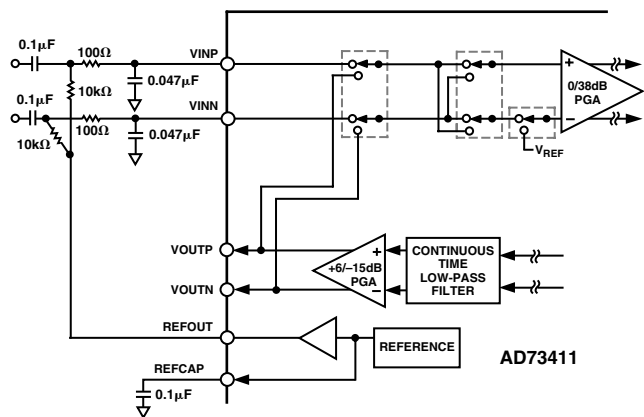 0.1µF
100Ω
VINP
0.047µF
10kΩ
0.1µF
VINN
100Ω
0.047µF
10kΩ
+
0/38dB
PGA
−
VREF
VOUTP
+
+6/−15dB
PGA
−
CONTINUOUS
TIME
LOW-PASS
FILTER
VOUTN
REFOUT
REFERENCE
AD73411
REFCAP
0.1µF